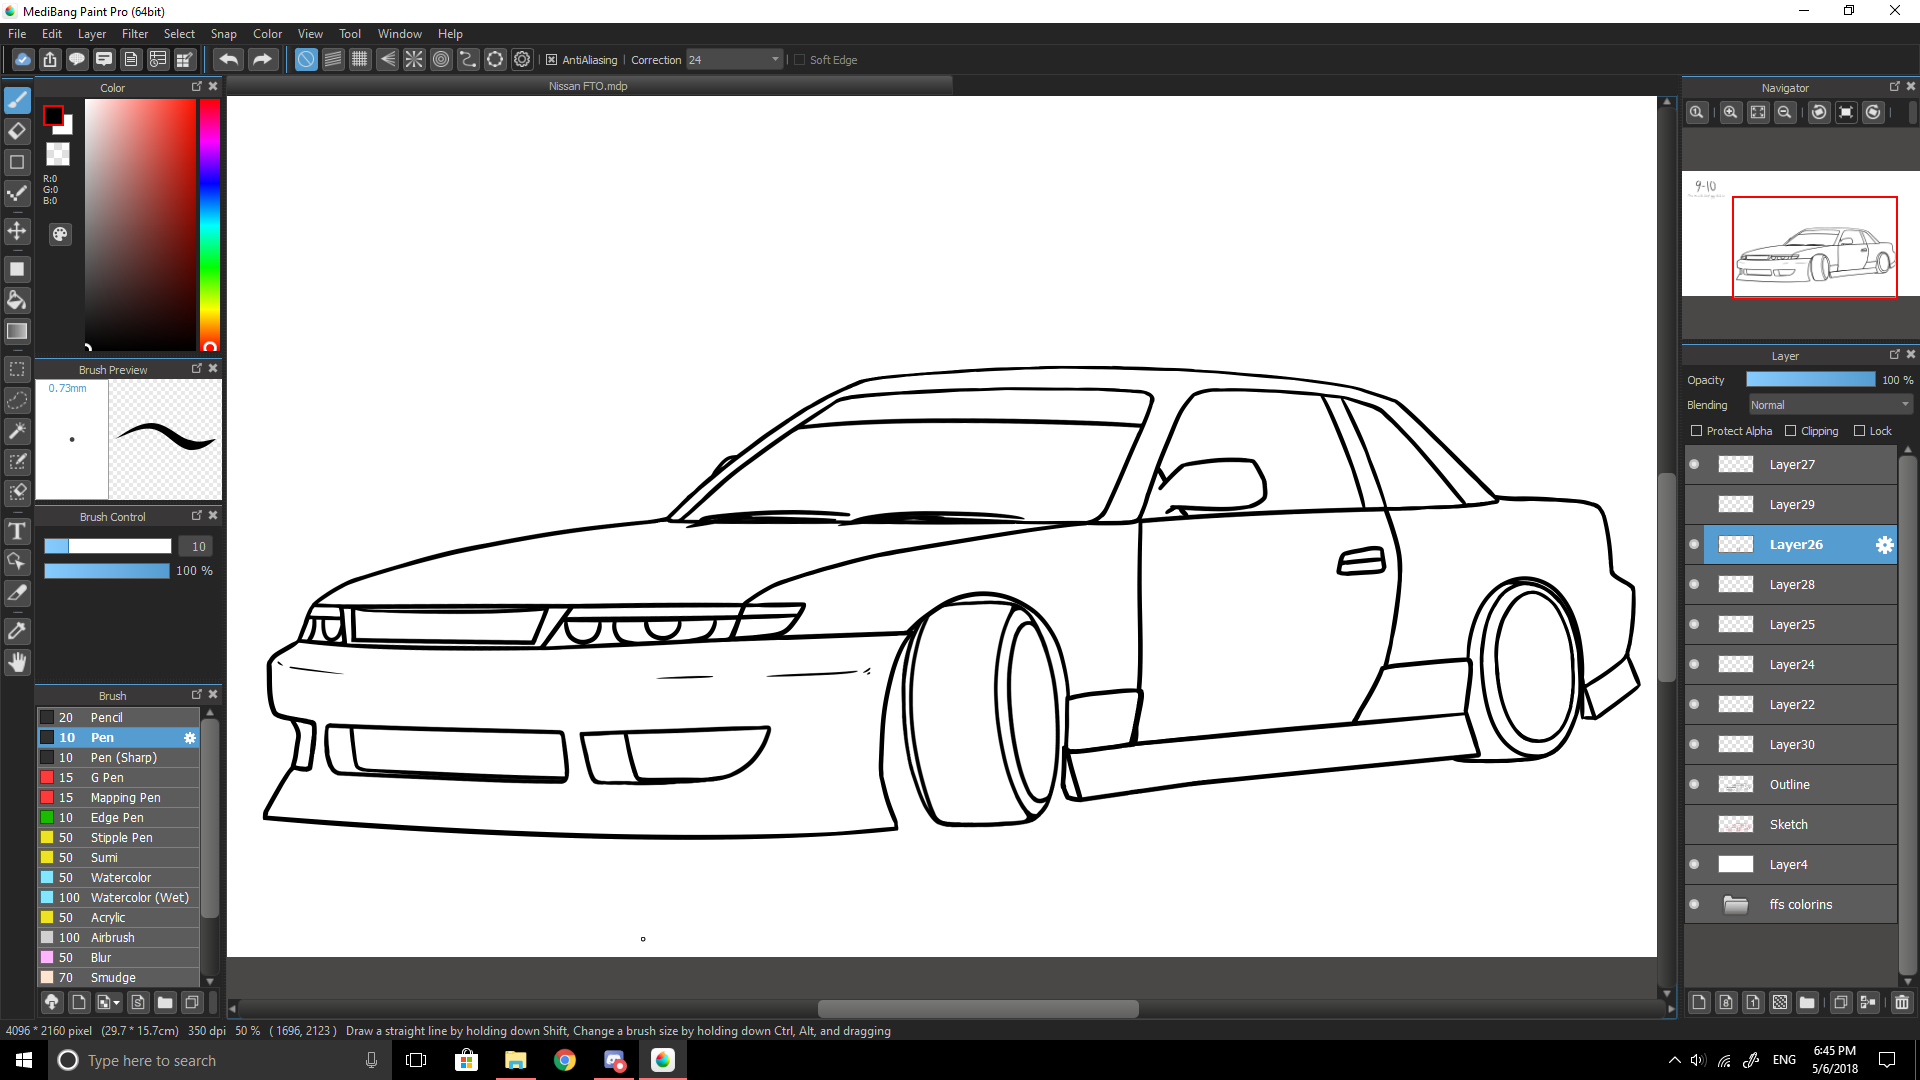 MediBang Paint Pro (64bit)
File Edit Layer Filter Select Snap Color View Tool Window Help
AntiAliasing Correction 24 Soft Edge
Nissan FTO.mdp
Color
R:0
G:0
B:0
Brush Preview
0.73mm
Brush Control
10
100 %
Brush
20 Pencil
10 Pen
10 Pen (Sharp)
15 G Pen
15 Mapping Pen
10 Edge Pen
50 Stipple Pen
50 Sumi
50 Watercolor
100 Watercolor (Wet)
50 Acrylic
100 Airbrush
50 Blur
70 Smudge
Navigator
9-10
Layer
Opacity 100 %
Blending Normal
Protect Alpha Clipping Lock
Layer27
Layer29
Layer26
Layer28
Layer25
Layer24
Layer22
Layer30
Outline
Sketch
Layer4
ffs colorins
4096 * 2160 pixel (29.7 * 15.7cm) 350 dpi 50 % ( 1696, 2123 ) Draw a straight line by holding down Shift, Change a brush size by holding down Ctrl, Alt, and dragging
Type here to search
ENG
6:45 PM
5/6/2018